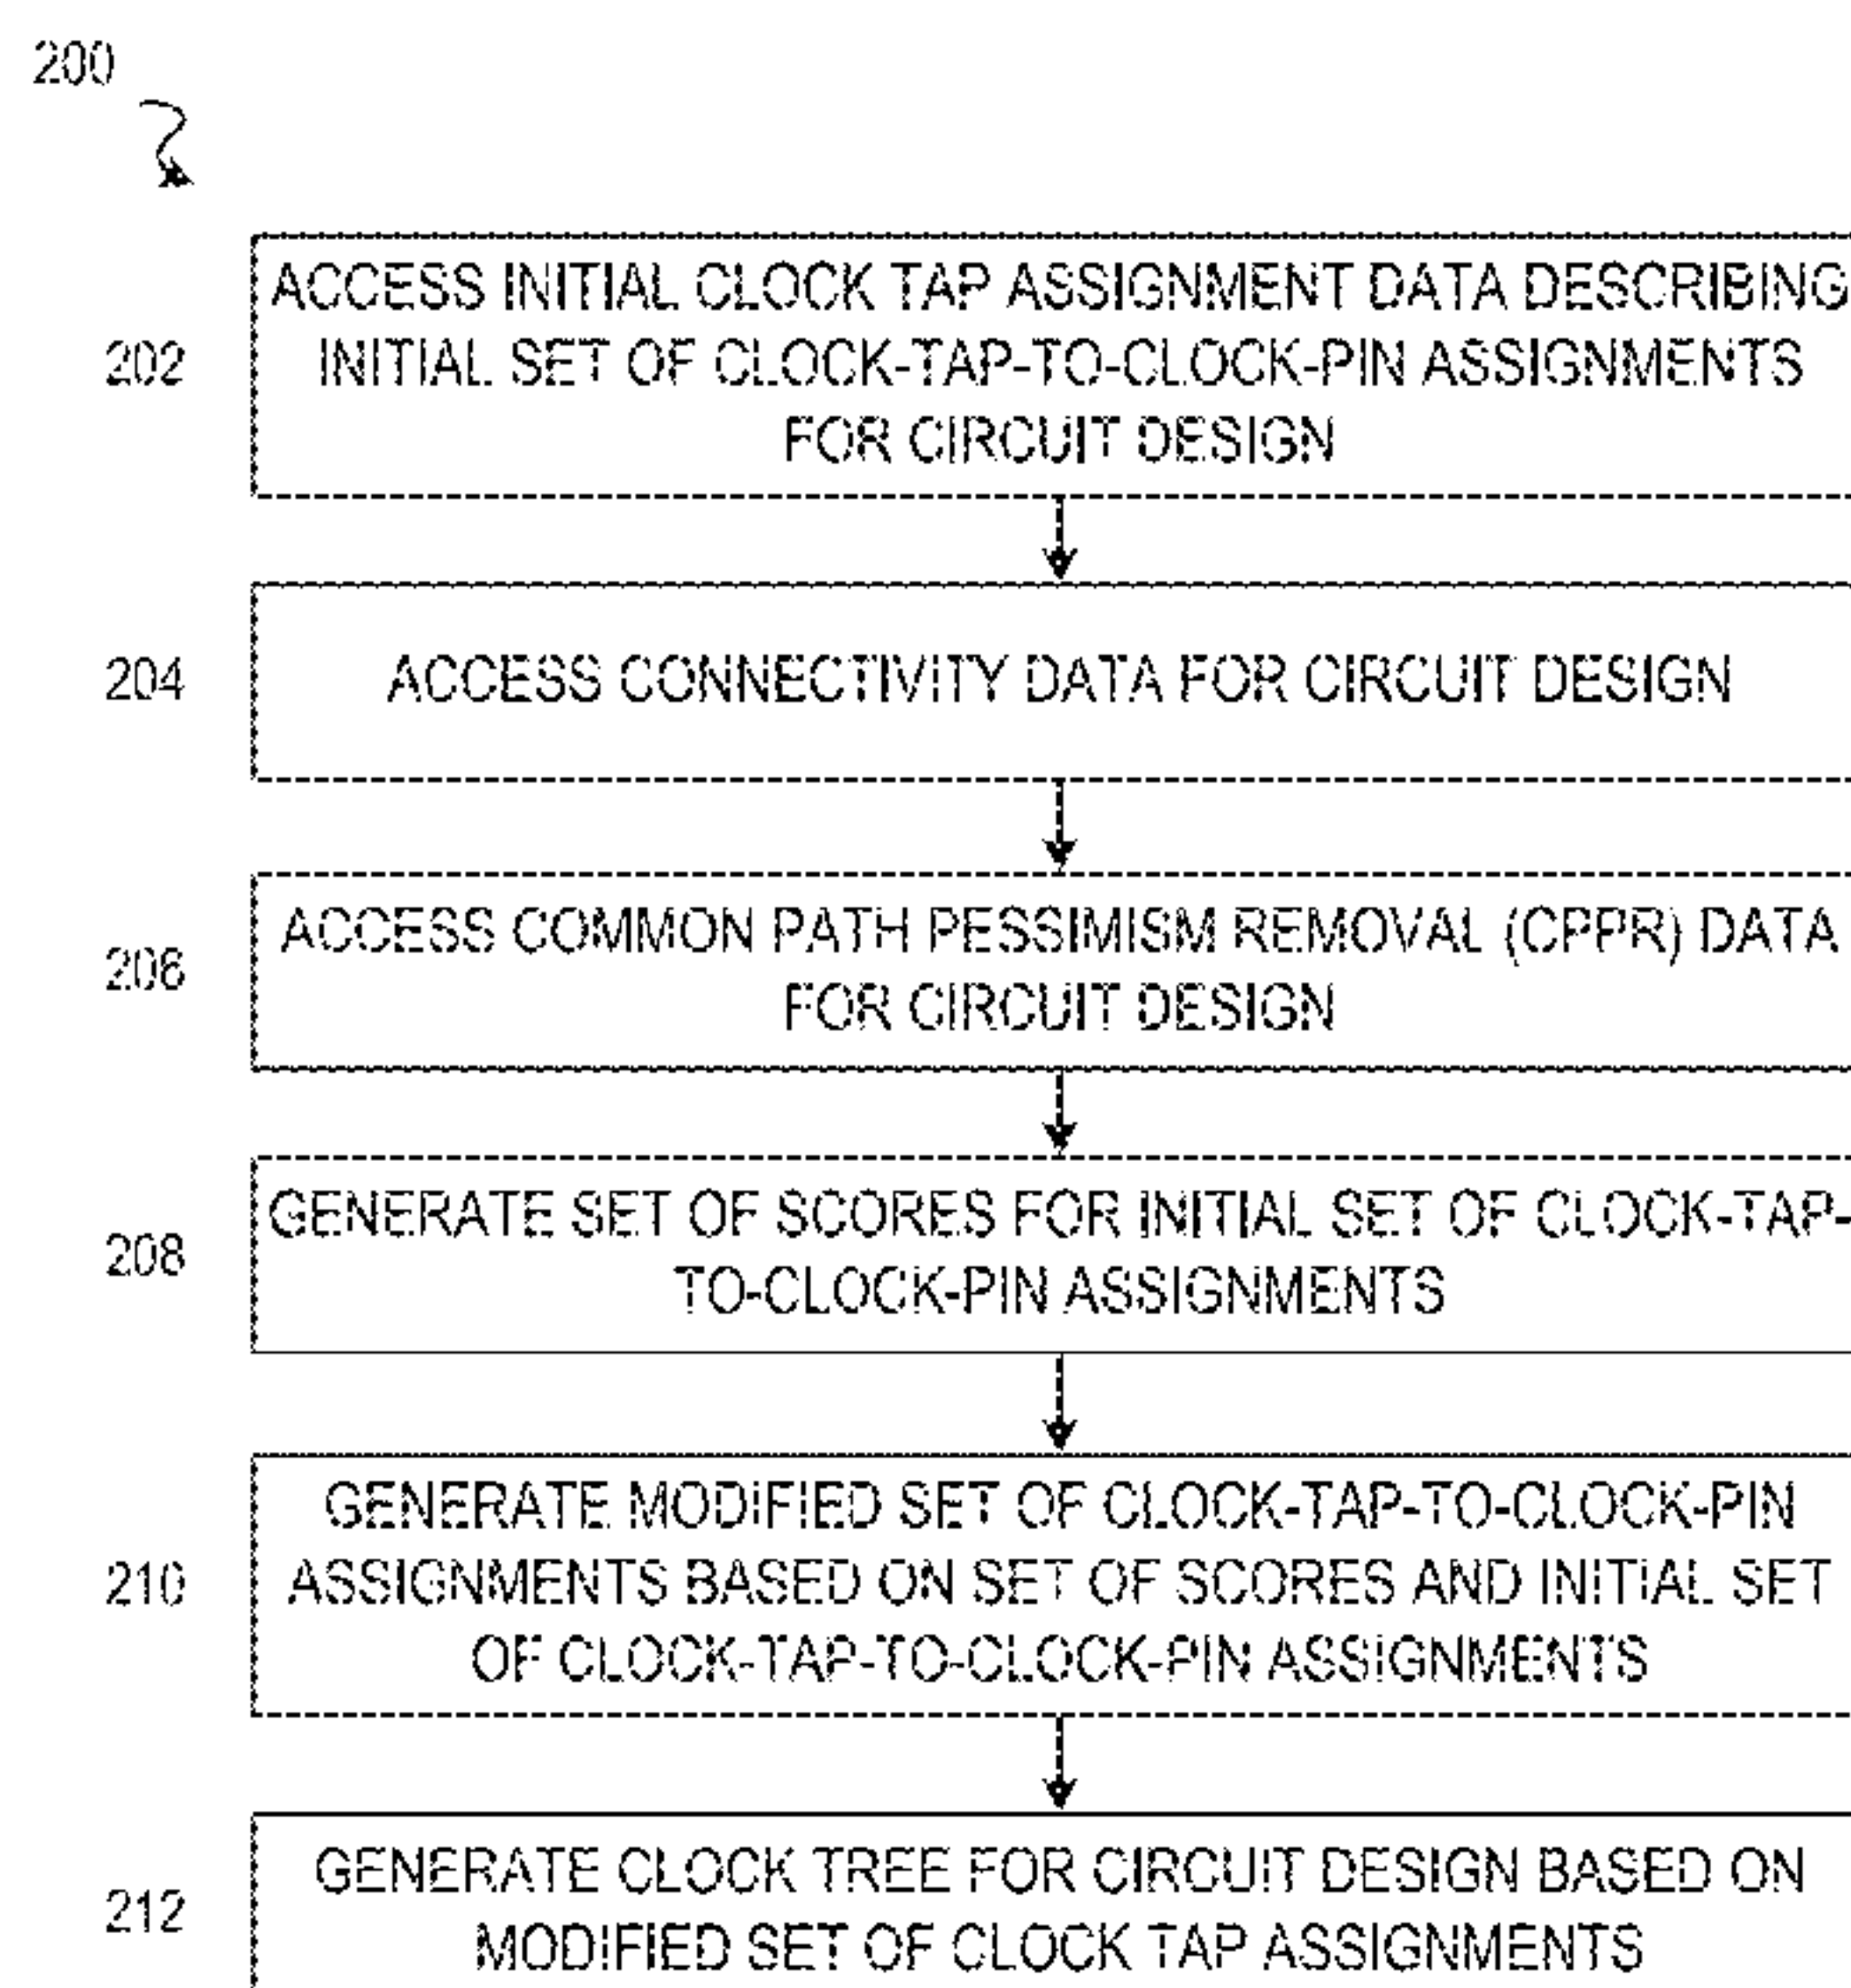 200
202
ACCESS INITIAL CLOCK TAP ASSIGNMENT DATA DESCRIBING
INITIAL SET OF CLOCK-TAP-TO-CLOCK-PIN ASSIGNMENTS
FOR CIRCUIT DESIGN
204
ACCESS CONNECTIVITY DATA FOR CIRCUIT DESIGN
206
ACCESS COMMON PATH PESSIMISM REMOVAL (CPPR) DATA
FOR CIRCUIT DESIGN
208
GENERATE SET OF SCORES FOR INITIAL SET OF CLOCK-TAP-
TO-CLOCK-PIN ASSIGNMENTS
210
GENERATE MODIFIED SET OF CLOCK-TAP-TO-CLOCK-PIN
ASSIGNMENTS BASED ON SET OF SCORES AND INITIAL SET
OF CLOCK-TAP-TO-CLOCK-PIN ASSIGNMENTS
212
GENERATE CLOCK TREE FOR CIRCUIT DESIGN BASED ON
MODIFIED SET OF CLOCK TAP ASSIGNMENTS